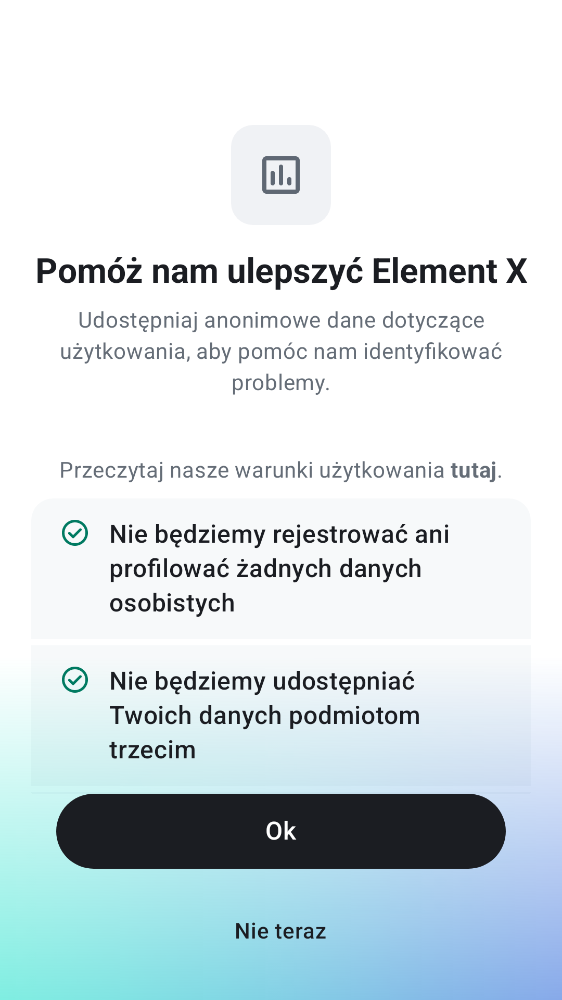 Pomóż nam ulepszyć Element X
Udostępniaj anonimowe dane dotyczące
użytkowania, aby pomóc nam identyfikować
problemy.
Przeczytaj nasze warunki użytkowania tutaj.
Nie będziemy rejestrować ani
profilować żadnych danych
osobistych
Nie będziemy udostępniać
Twoich danych podmiotom
trzecim
Ok
Nie teraz